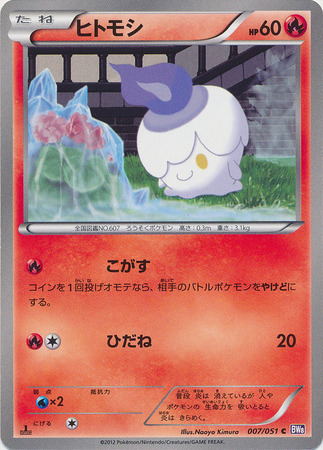 たね
ヒトモシ
HP60
全国図鑑NO.607 ろうそくポケモン 高さ:0.3m 重さ:3.1kg
こがす
コインを1回投げオモテなら、相手のバトルポケモンをやけどに
する。
ひだね 20
弱点 抵抗力
×2
にげる
普段 炎は 消えているが 人や
ポケモンの 生命力を 吸いとると
炎は きらめく。
Illus.Naoyo Kimura
007/051 C BW8
©2012 Pokémon/Nintendo/Creatures/GAME FREAK.